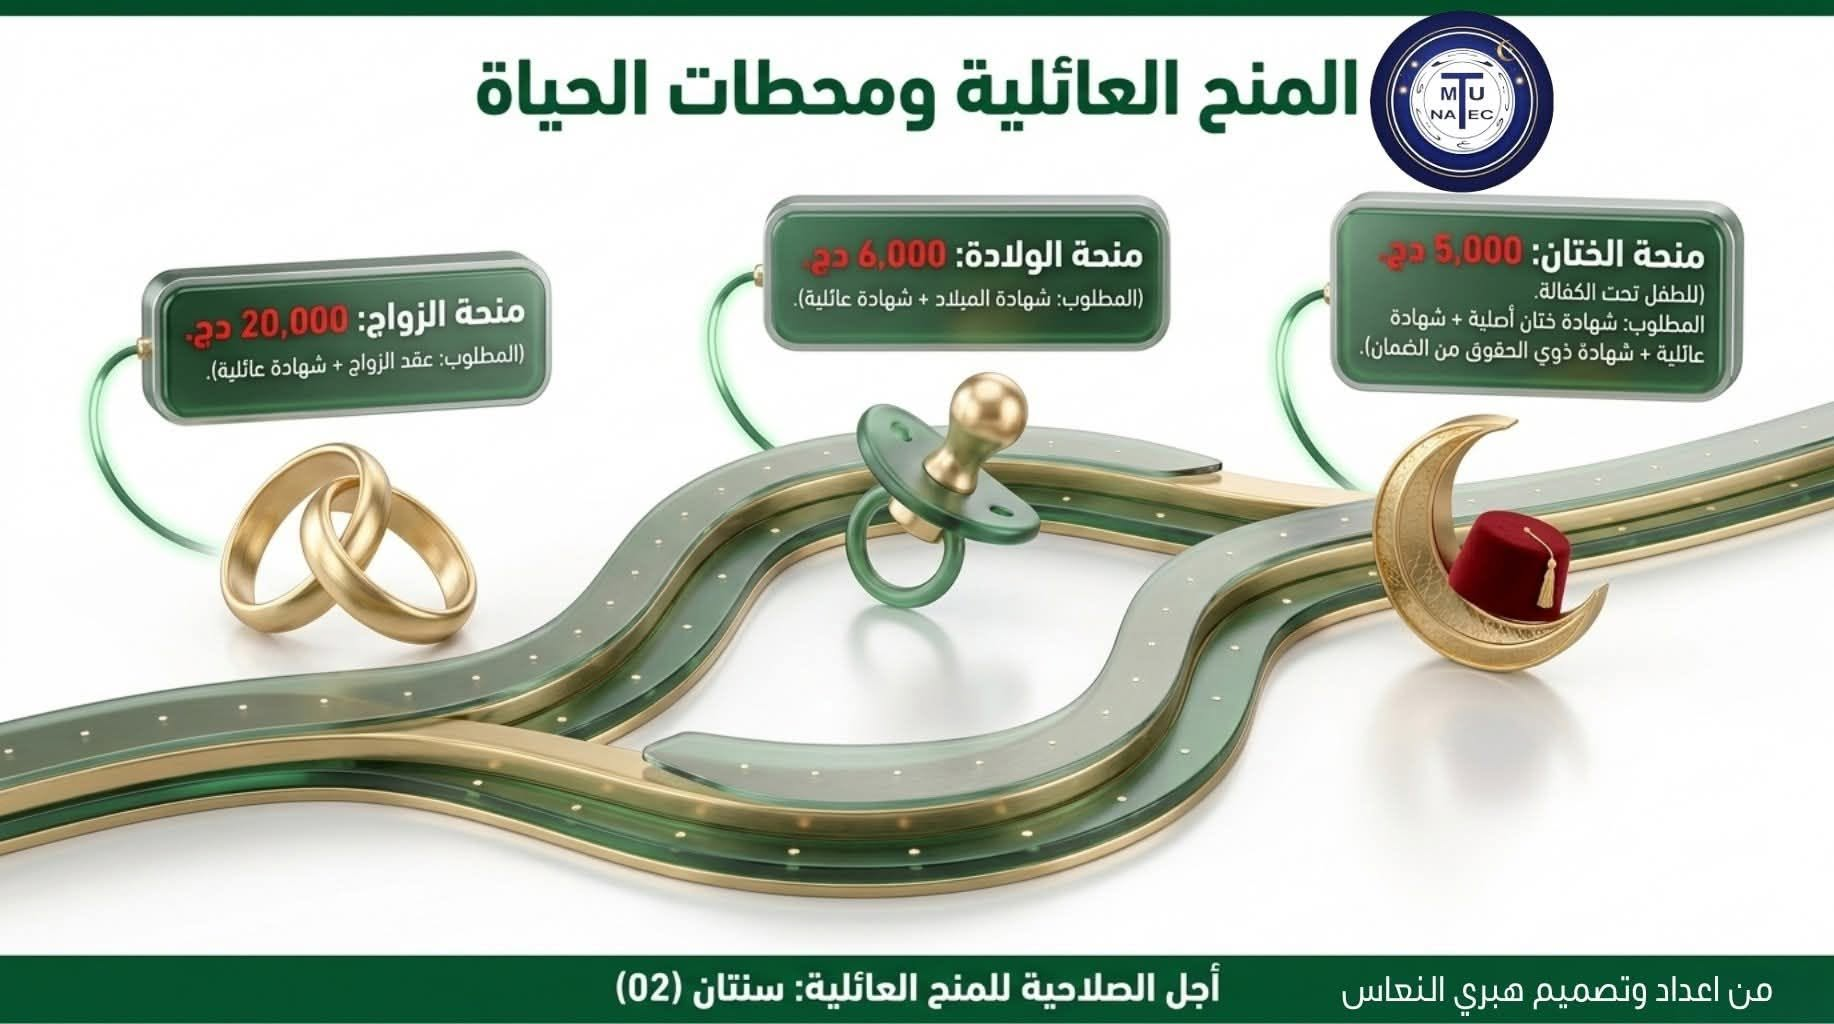 المنح العائلية ومحطات الحياة
M U
T
NA EC
منحة الختان: 5,000 دج.
(للطفل تحت الكفالة.
المطلوب: شهادة ختان أصلية + شهادة
عائلية + شهادة ذوي الحقوق من الضمان).
منحة الولادة: 6,000 دج.
(المطلوب: شهادة الميلاد + شهادة عائلية).
منحة الزواج: 20,000 دج.
(المطلوب: عقد الزواج + شهادة عائلية).
من اعداد وتصميم هبري النعاس
أجل الصلاحية للمنح العائلية: سنتان (02)